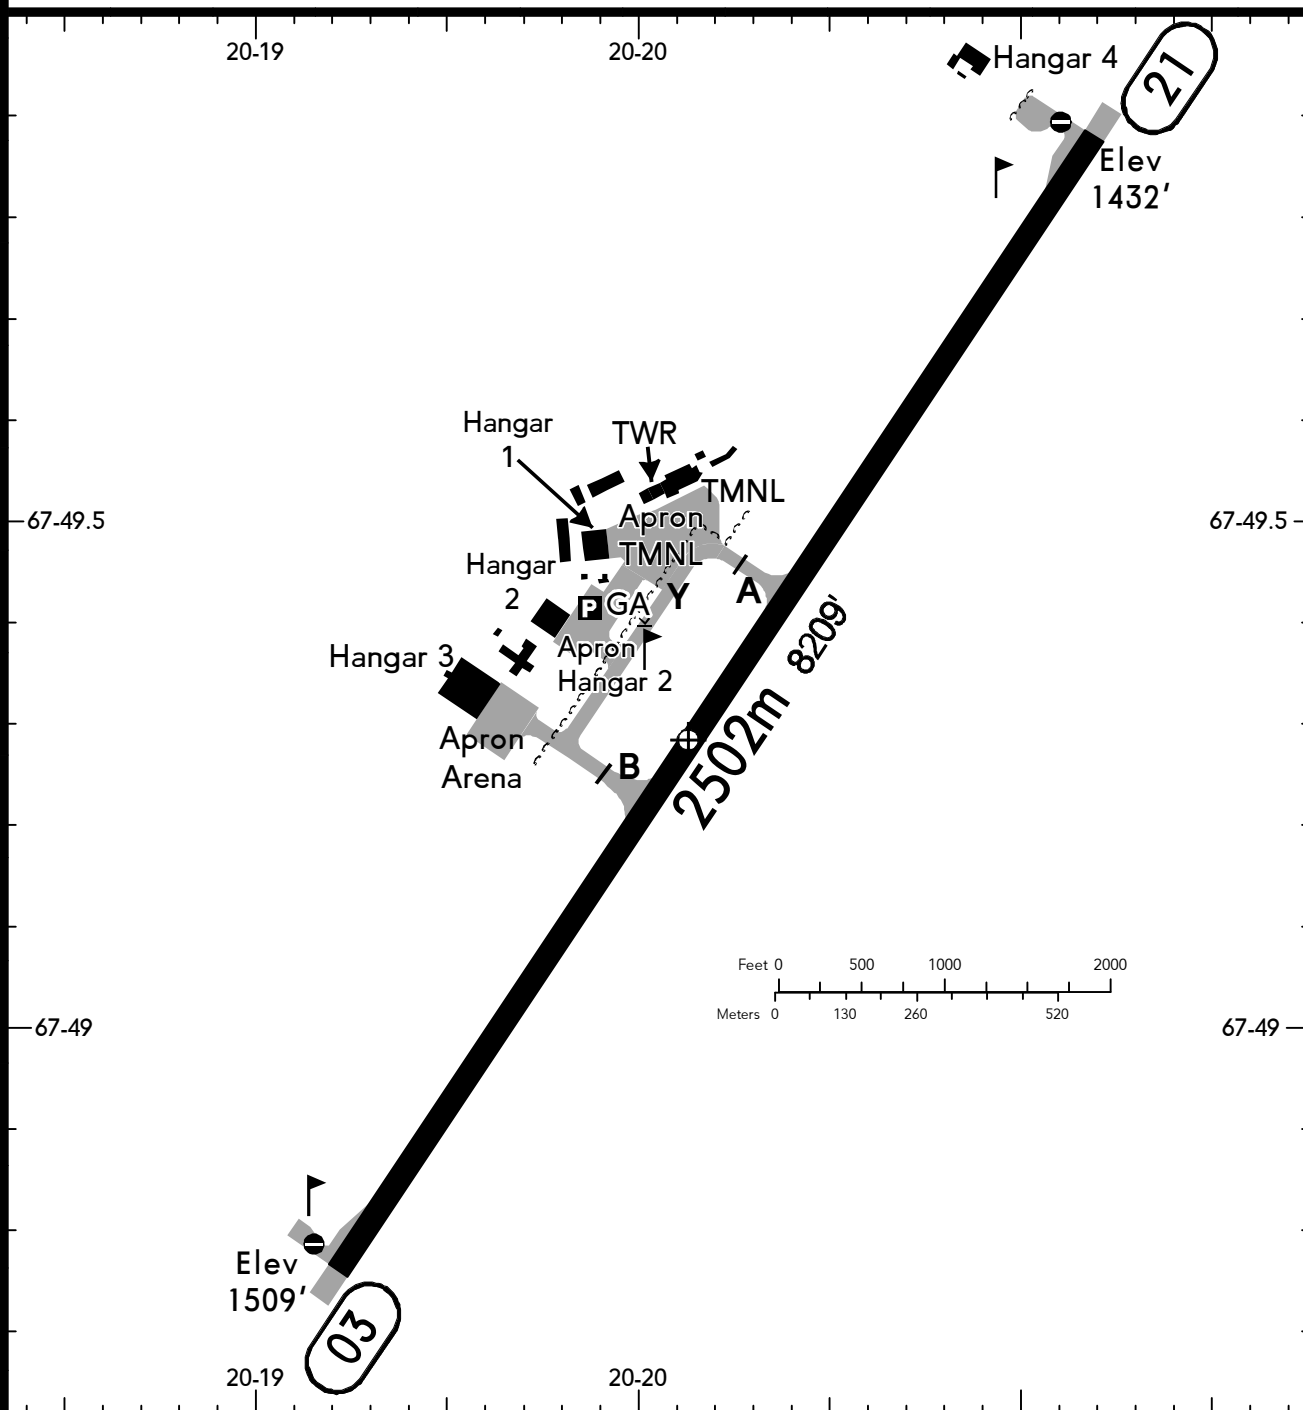 20-19
20-20
Hangar 4
21
Elev
1432'
Hangar
1
TWR
TMNL
67-49.5
67-49.5
Apron
TMNL
Hangar
2
P
GA
Y
A
Apron
Hangar 2
Hangar 3
8209'
2502m
Apron
Arena
B
Feet 0 500 1000 2000
Meters 0 130 260 520
67-49
67-49
Elev
1509'
03
20-19
20-20